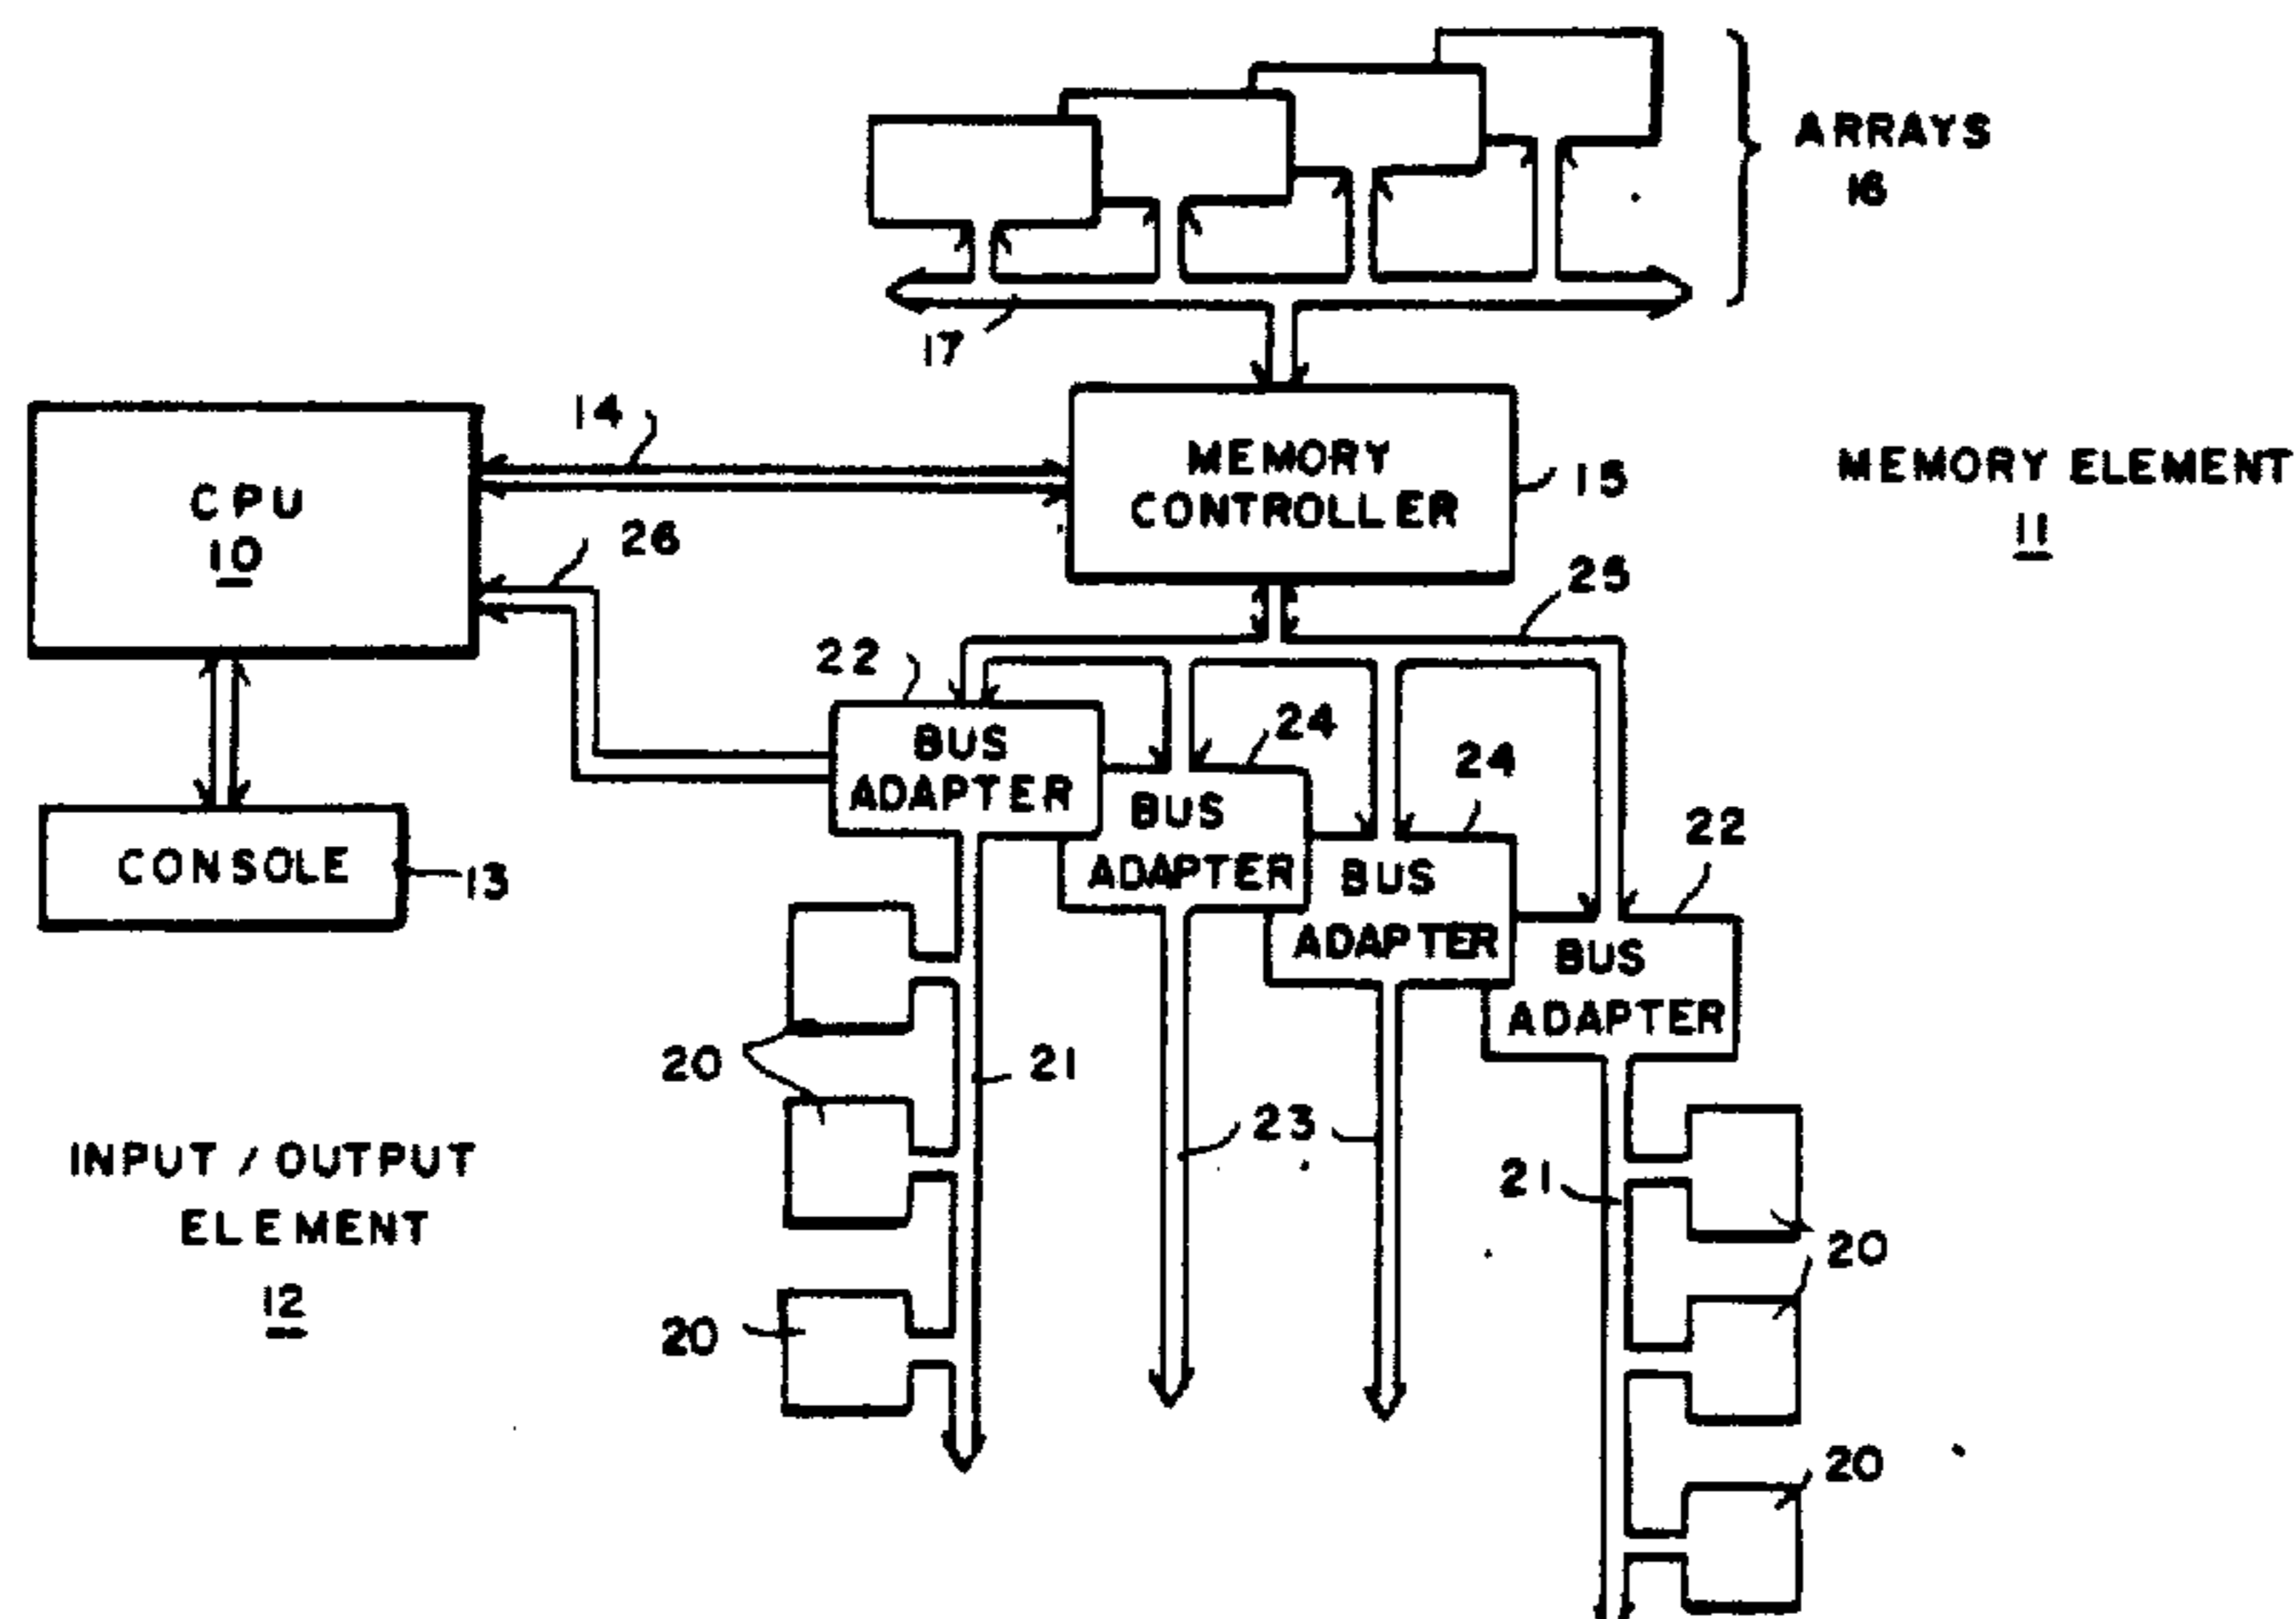 ARRAYS
16
17
14
CPU
10
MEMORY
CONTROLLER
15
MEMORY ELEMENT
11
26
25
22
BUS
ADAPTER
24
BUS
ADAPTER
24
BUS
ADAPTER
22
BUS
ADAPTER
CONSOLE
13
20
21
23
21
20
INPUT / OUTPUT
ELEMENT
12
20
20